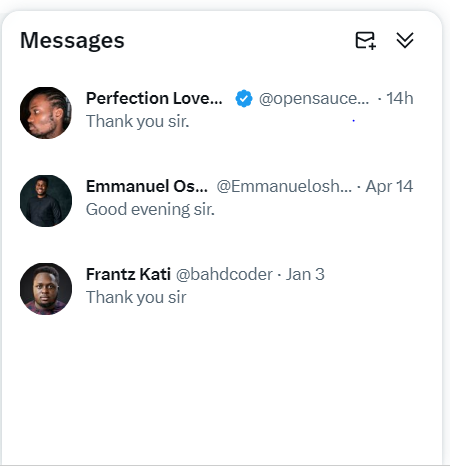 Messages
Perfection Love... @opensauce... · 14h
Thank you sir.
Emmanuel Os... @Emmanuelosh... · Apr 14
Good evening sir.
Frantz Kati @bahdcoder · Jan 3
Thank you sir